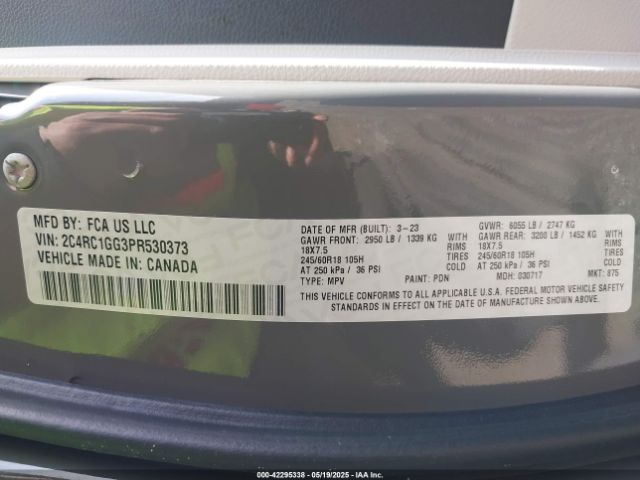 MFD BY: FCA US LLC
VIN: 2C4RC1GG3PR530373
VEHICLE MADE IN: CANADA
DATE OF MFR (BUILT): 3-23 GVWR: 6055 LB / 2747 KG
GAWR FRONT: 2950 LB / 1339 KG WITH GAWR REAR: 3200 LB / 1452 KG WITH
18X7.5 RIMS 18X7.5 RIMS
245/60R18 105H TIRES 245/60R18 105H TIRES
AT 250 kPa / 36 PSI COLD AT 250 kPa / 36 PSI COLD
TYPE: MPV PAINT: PDN MDH: 030717 MKT: 875
THIS VEHICLE CONFORMS TO ALL APPLICABLE U.S.A. FEDERAL MOTOR VEHICLE SAFETY
STANDARDS IN EFFECT ON THE DATE OF MANUFACTURE SHOWN ABOVE.
000-42295338 - 05/19/2025 - IAA Inc.